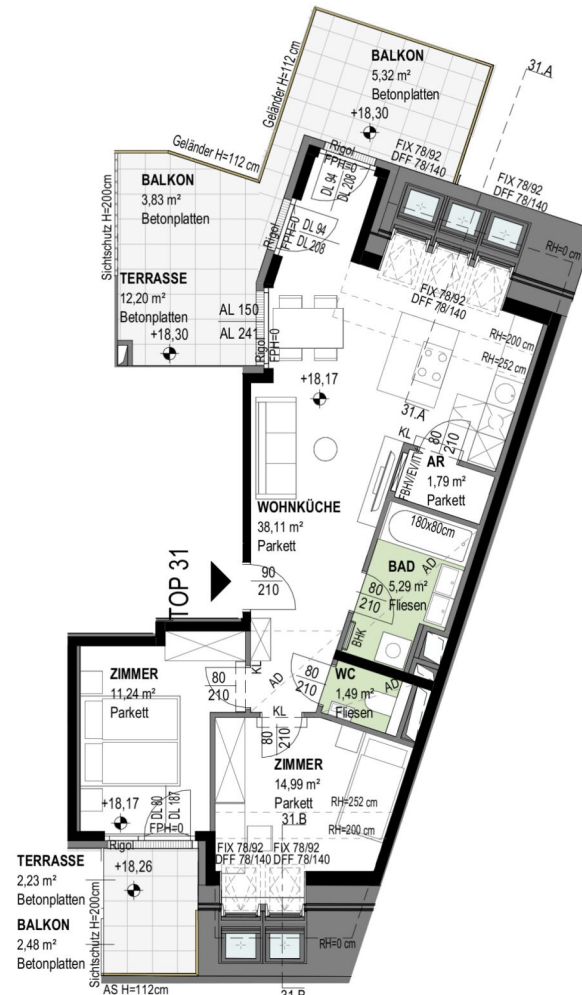 BALKON
5,32 m²
Betonplatten
+18,30
Geländer H=112 cm
31.A
FIX 78/92
DFF 78/140
FIX 78/92
DFF 78/140
RH=0 cm
Rigol
FPH=0
DL 94
DL 208
Geländer H=112 cm
BALKON
3,83 m²
Betonplatten
Sichtschutz H=200cm
Rigol
FPH=0
DL 94
DL 208
TERRASSE
12,20 m²
Betonplatten
+18,30
AL 150
AL 241
Rigol
FPH=0
FIX 78/92
DFF 78/140
RH=200 cm
RH=252 cm
+18,17
31.A
KL
80
210
FBHV/EV/IT
AR
1,79 m²
Parkett
WOHNKÜCHE
38,11 m²
Parkett
180x80cm
BAD
5,29 m²
Fliesen
AD
80
210
BHK
TOP 31
90
210
ZIMMER
11,24 m²
Parkett
80
210
KL
AD
80
210
WC
1,49 m²
Fliesen
AD
KL
80
210
ZIMMER
14,99 m²
Parkett
31.B
RH=252 cm
RH=200 cm
+18,17
DL 80
DL 187
FPH=0
Rigol
FIX 78/92
DFF 78/140
FIX 78/92
DFF 78/140
TERRASSE
2,23 m²
Betonplatten
+18,26
BALKON
2,48 m²
Betonplatten
Sichtschutz H=200cm
RH=0 cm
AS H=112cm
31.B